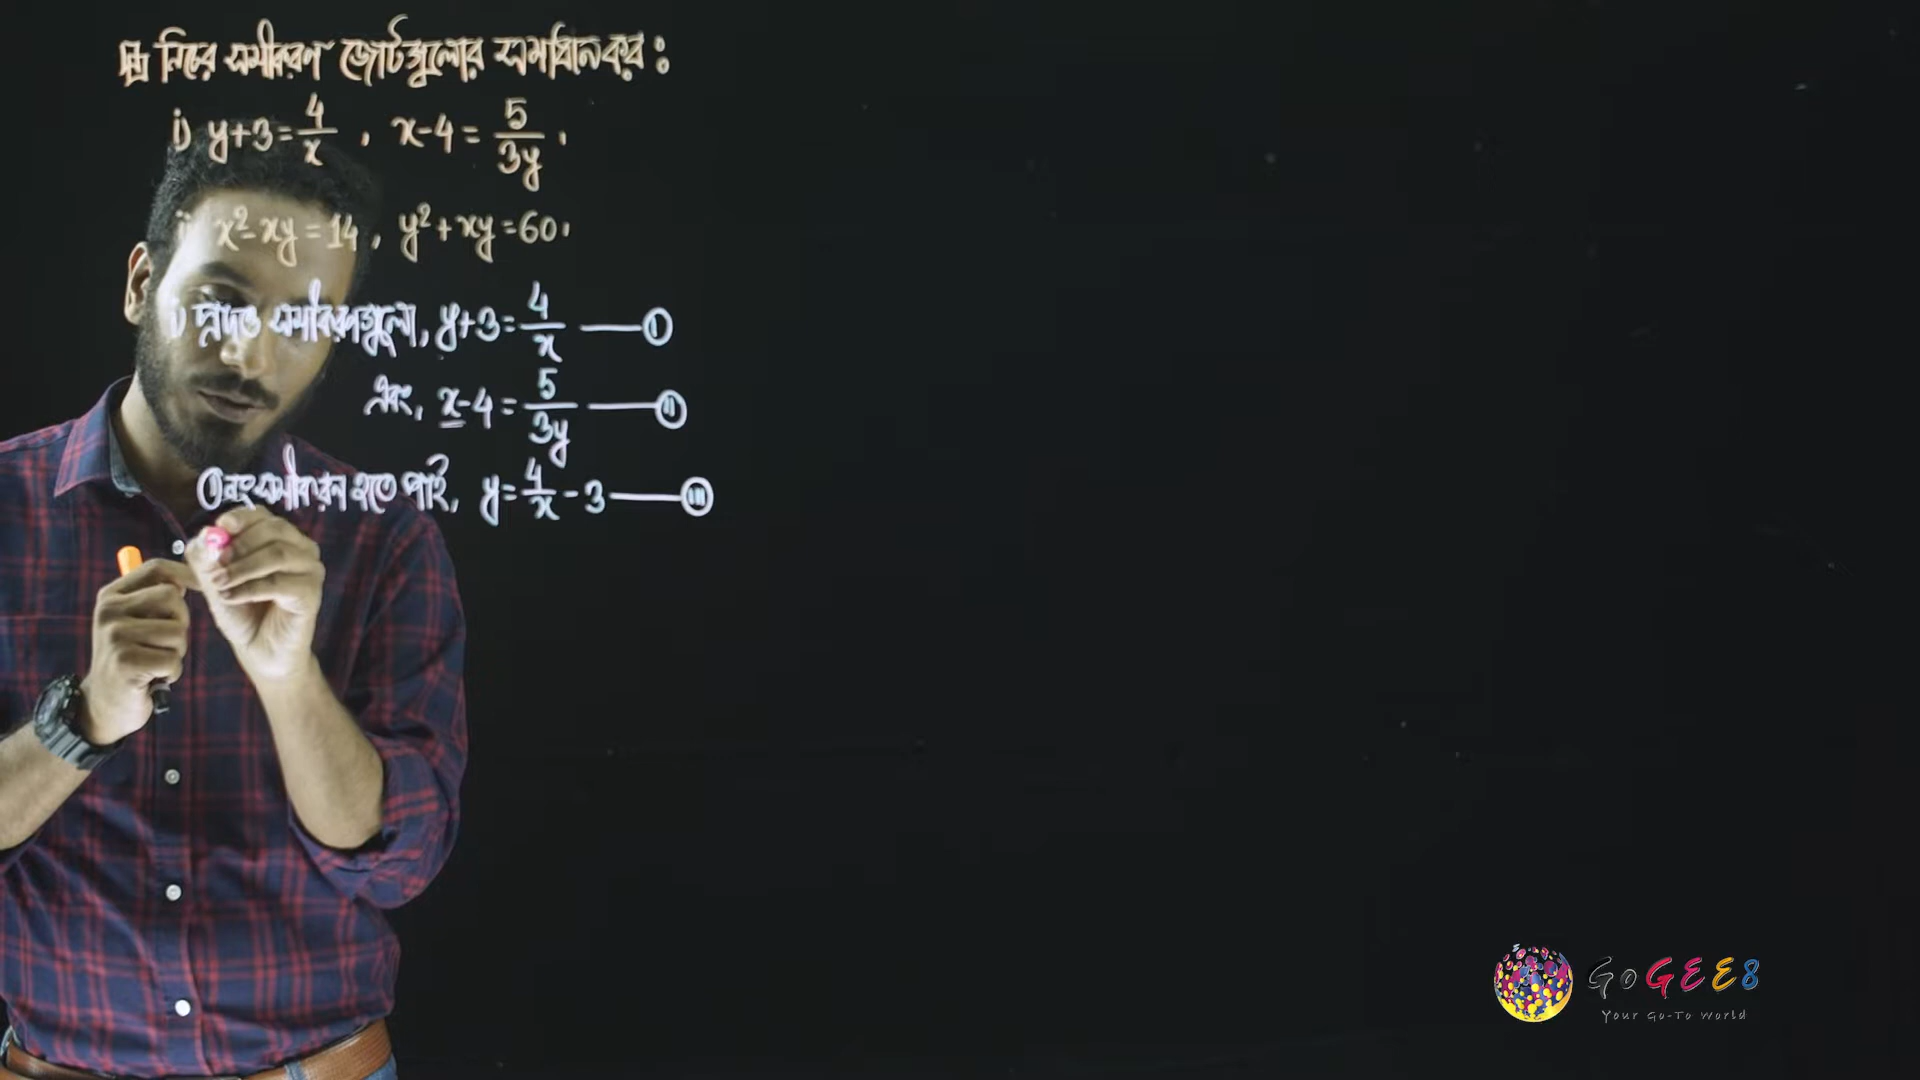 নিচের সমীকরণ জোটগুলোর সমাধান কর :
i) y+3=4/x , x-4=5/3y ,
ii x²-xy=14, y²+xy=60,
i) প্রদত্ত সমীকরণগুলো, y+3=4/x —— (i)
এবং, x-4=5/3y —— (ii)
(i) নং সমীকরন হতে পাই, y=4/x-3 —— (iii)
GoGEE8
Your Go-To World